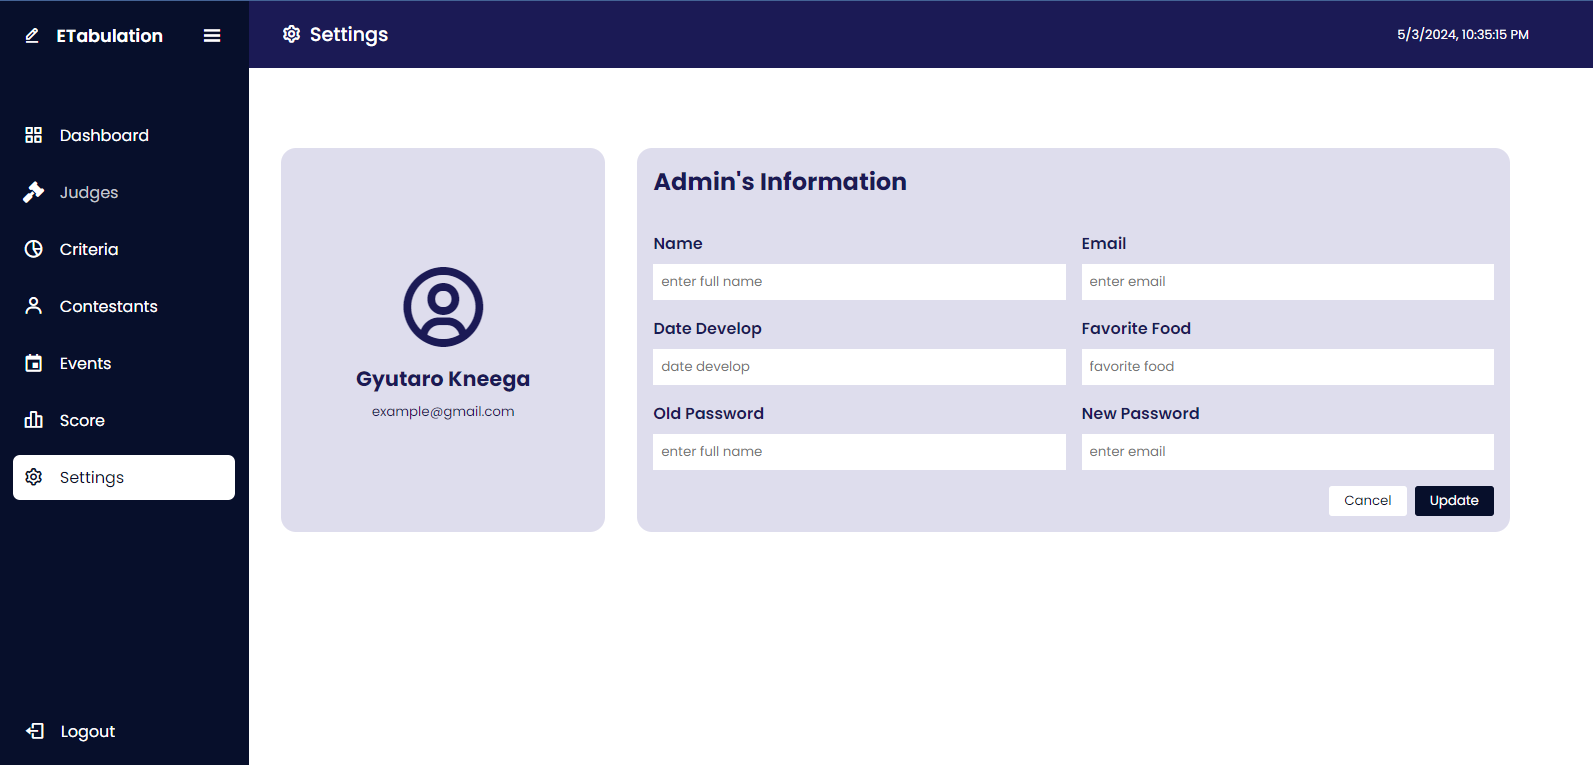 ETabulation
Dashboard
Judges
Criteria
Contestants
Events
Score
Settings
Logout
Settings
5/3/2024, 10:35:15 PM
Gyutaro Kneega
example@gmail.com
Admin's Information
Name Email
enter full name enter email
Date Develop Favorite Food
date develop favorite food
Old Password New Password
enter full name enter email
Cancel Update